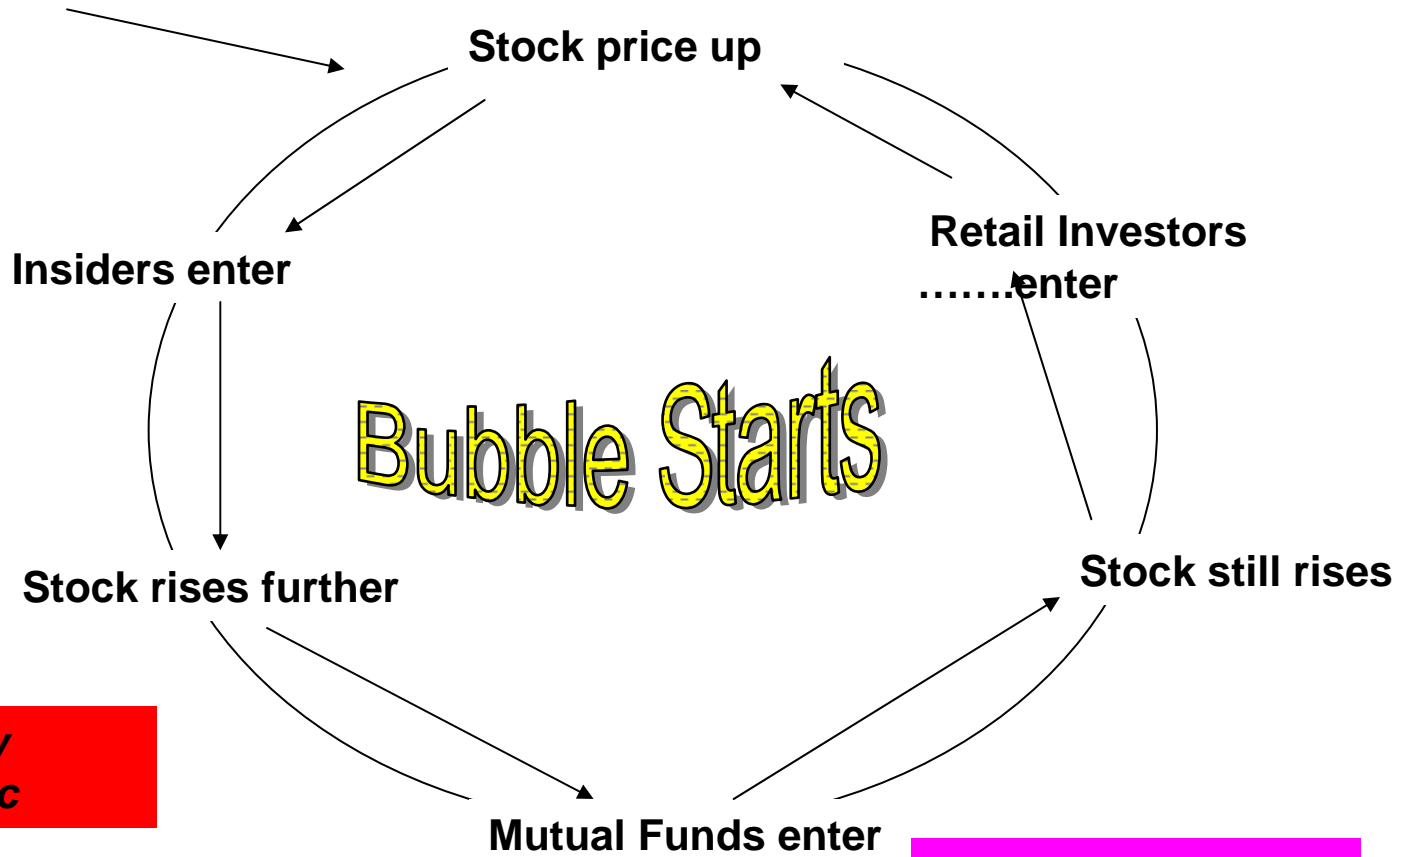 Stock price up
Retail Investors
…….enter
Insiders enter
Bubble Starts
Stock still rises
Stock rises further
Mutual Funds enter